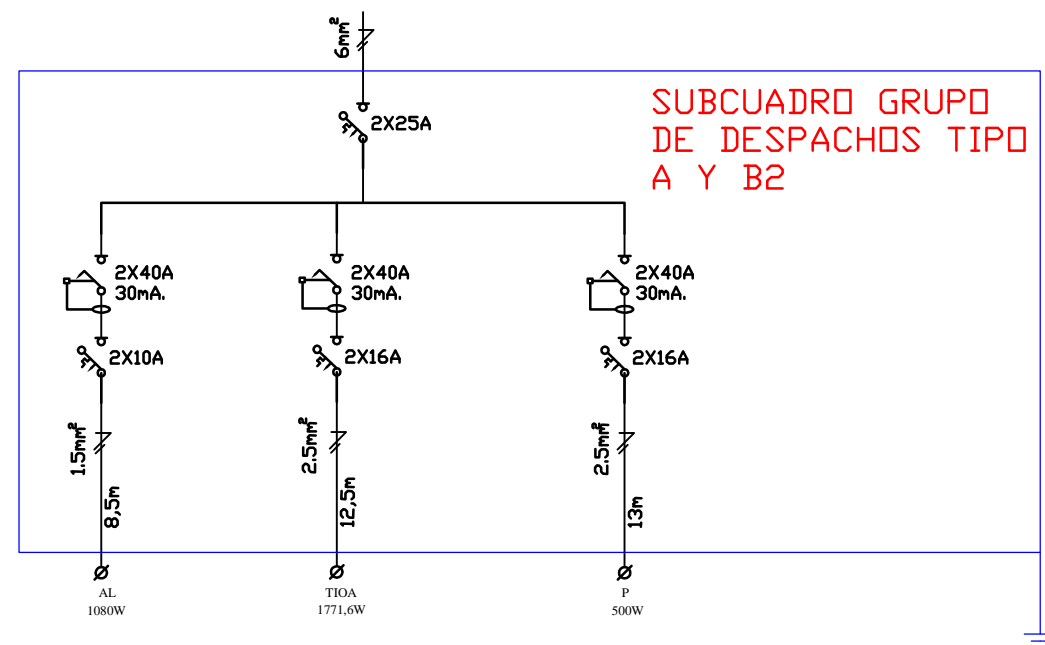 6mm²
SUBCUADRO GRUPO
DE DESPACHOS TIPO
A Y B2
2X25A
2X40A
30mA.
2X40A
30mA.
2X40A
30mA.
2X10A
2X16A
2X16A
1.5mm²
2.5mm²
2.5mm²
8,5m
12,5m
13m
AL
1080W
TIOA
1771,6W
P
500W